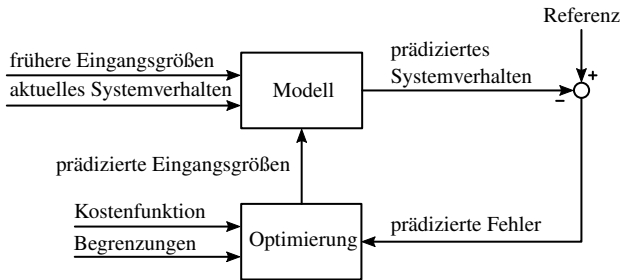 Referenz
frühere Eingangsgrößen
aktuelles Systemverhalten
Modell
prädiziertes
Systemverhalten
+
−
prädizierte Eingangsgrößen
Kostenfunktion
Begrenzungen
Optimierung
prädizierte Fehler